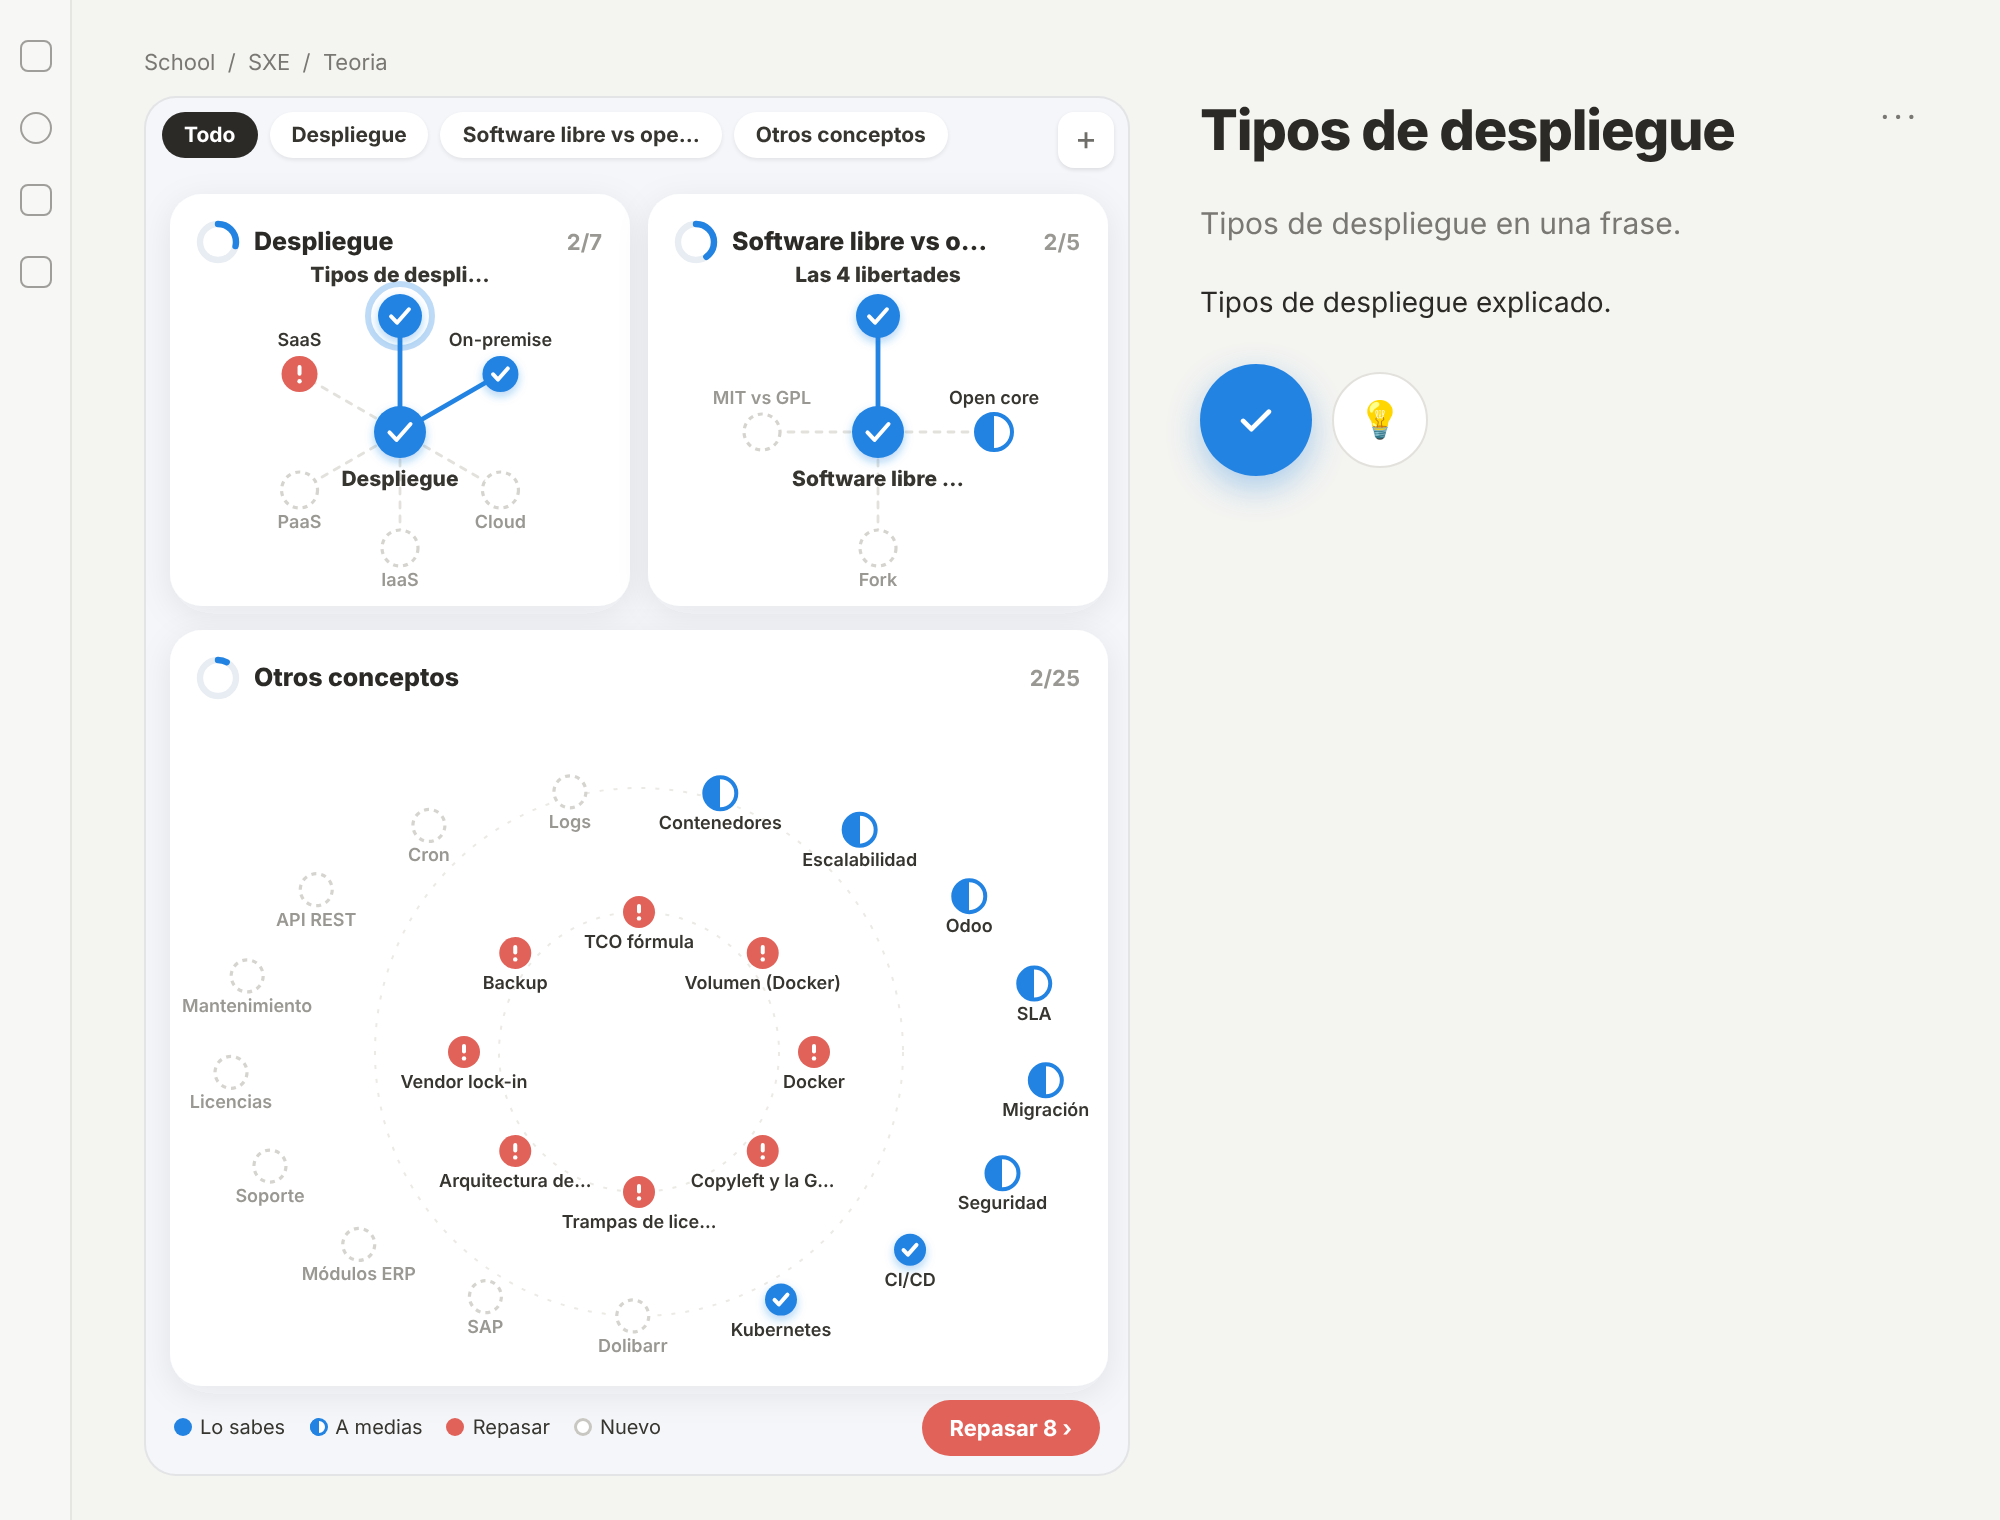 School / SXE / Teoria
Todo
Despliegue
Software libre vs ope...
Otros conceptos
+
Despliegue
2/7
Tipos de despli...
SaaS
On-premise
Despliegue
PaaS
Cloud
IaaS
Software libre vs o...
2/5
Las 4 libertades
MIT vs GPL
Open core
Software libre ...
Fork
Otros conceptos
2/25
Logs
Contenedores
Cron
Escalabilidad
API REST
Odoo
TCO fórmula
Backup
Volumen (Docker)
Mantenimiento
SLA
Vendor lock-in
Docker
Licencias
Migración
Arquitectura de...
Copyleft y la G...
Soporte
Seguridad
Trampas de lice...
Módulos ERP
CI/CD
SAP
Kubernetes
Dolibarr
Lo sabes
A medias
Repasar
Nuevo
Repasar 8 ›
Tipos de despliegue
...
Tipos de despliegue en una frase.
Tipos de despliegue explicado.